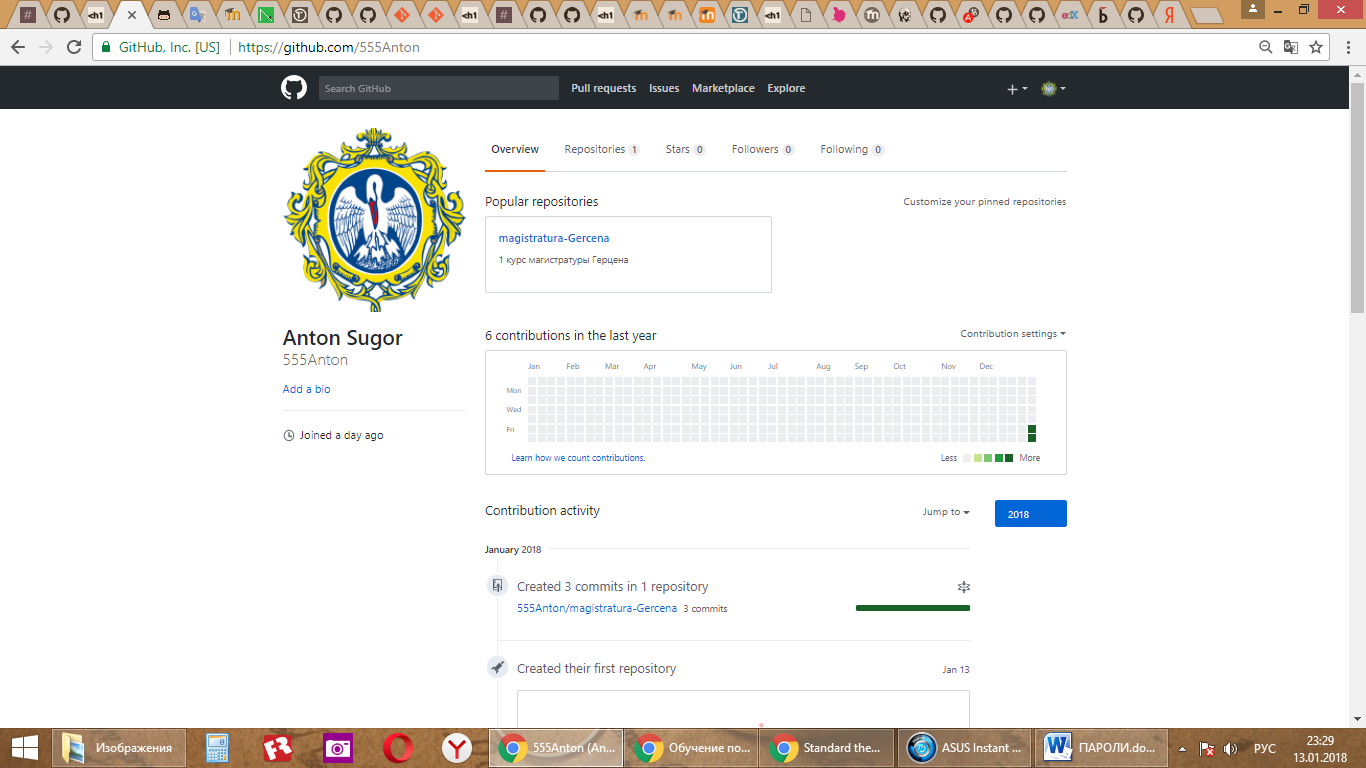 GitHub, Inc. [US] https://github.com/555Anton
Search GitHub Pull requests Issues Marketplace Explore
Overview Repositories 1 Stars 0 Followers 0 Following 0
Popular repositories Customize your pinned repositories
magistratura-Gercena
1 курс магистратуры Герцена
Anton Sugor
555Anton
Add a bio
Joined a day ago
6 contributions in the last year Contribution settings
Jan Feb Mar Apr May Jun Jul Aug Sep Oct Nov Dec
Mon
Wed
Fri
Learn how we count contributions. Less More
Contribution activity Jump to 2018
January 2018
Created 3 commits in 1 repository
555Anton/magistratura-Gercena 3 commits
Created their first repository Jan 13
Изображения 555Anton (An... Обучение по... Standard the... ASUS Instant ... ПАРОЛИ.do... РУС 23:29
13.01.2018